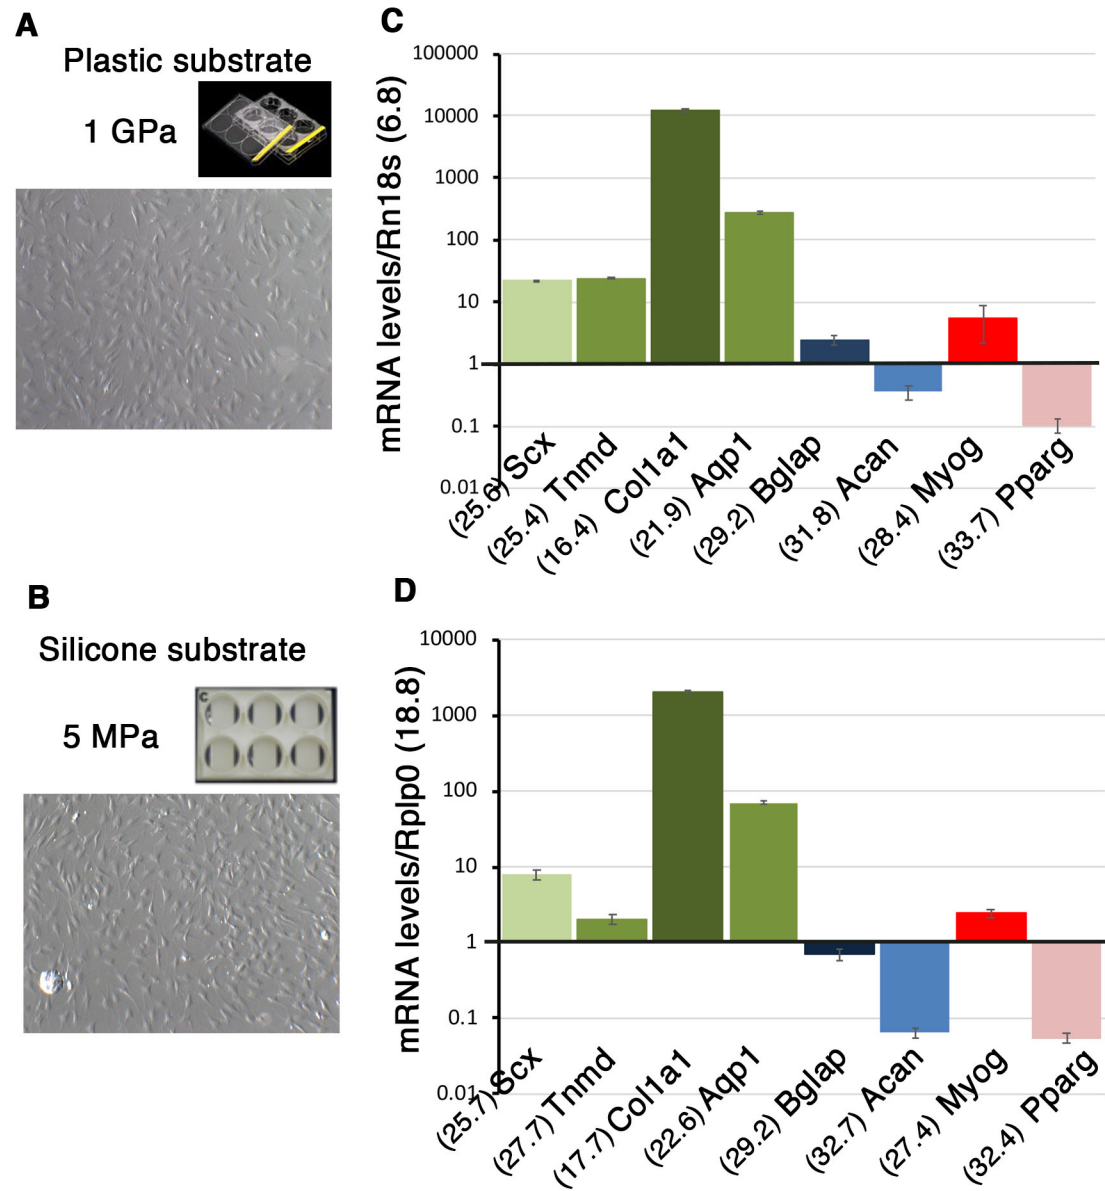 A
Plastic substrate
1 GPa
C
mRNA levels/Rn18s (6.8)
100000
10000
1000
100
10
1
0.1
0.01
(25.6) Scx
(25.4) Tnmd
(16.4) Col1a1
(21.9) Aqp1
(29.2) Bglap
(31.8) Acan
(28.4) Myog
(33.7) Pparg
B
Silicone substrate
5 MPa
C
D
mRNA levels/Rplp0 (18.8)
10000
1000
100
10
1
0.1
0.01
(25.7) Scx
(27.7) Tnmd
(17.7) Col1a1
(22.6) Aqp1
(29.2) Bglap
(32.7) Acan
(27.4) Myog
(32.4) Pparg